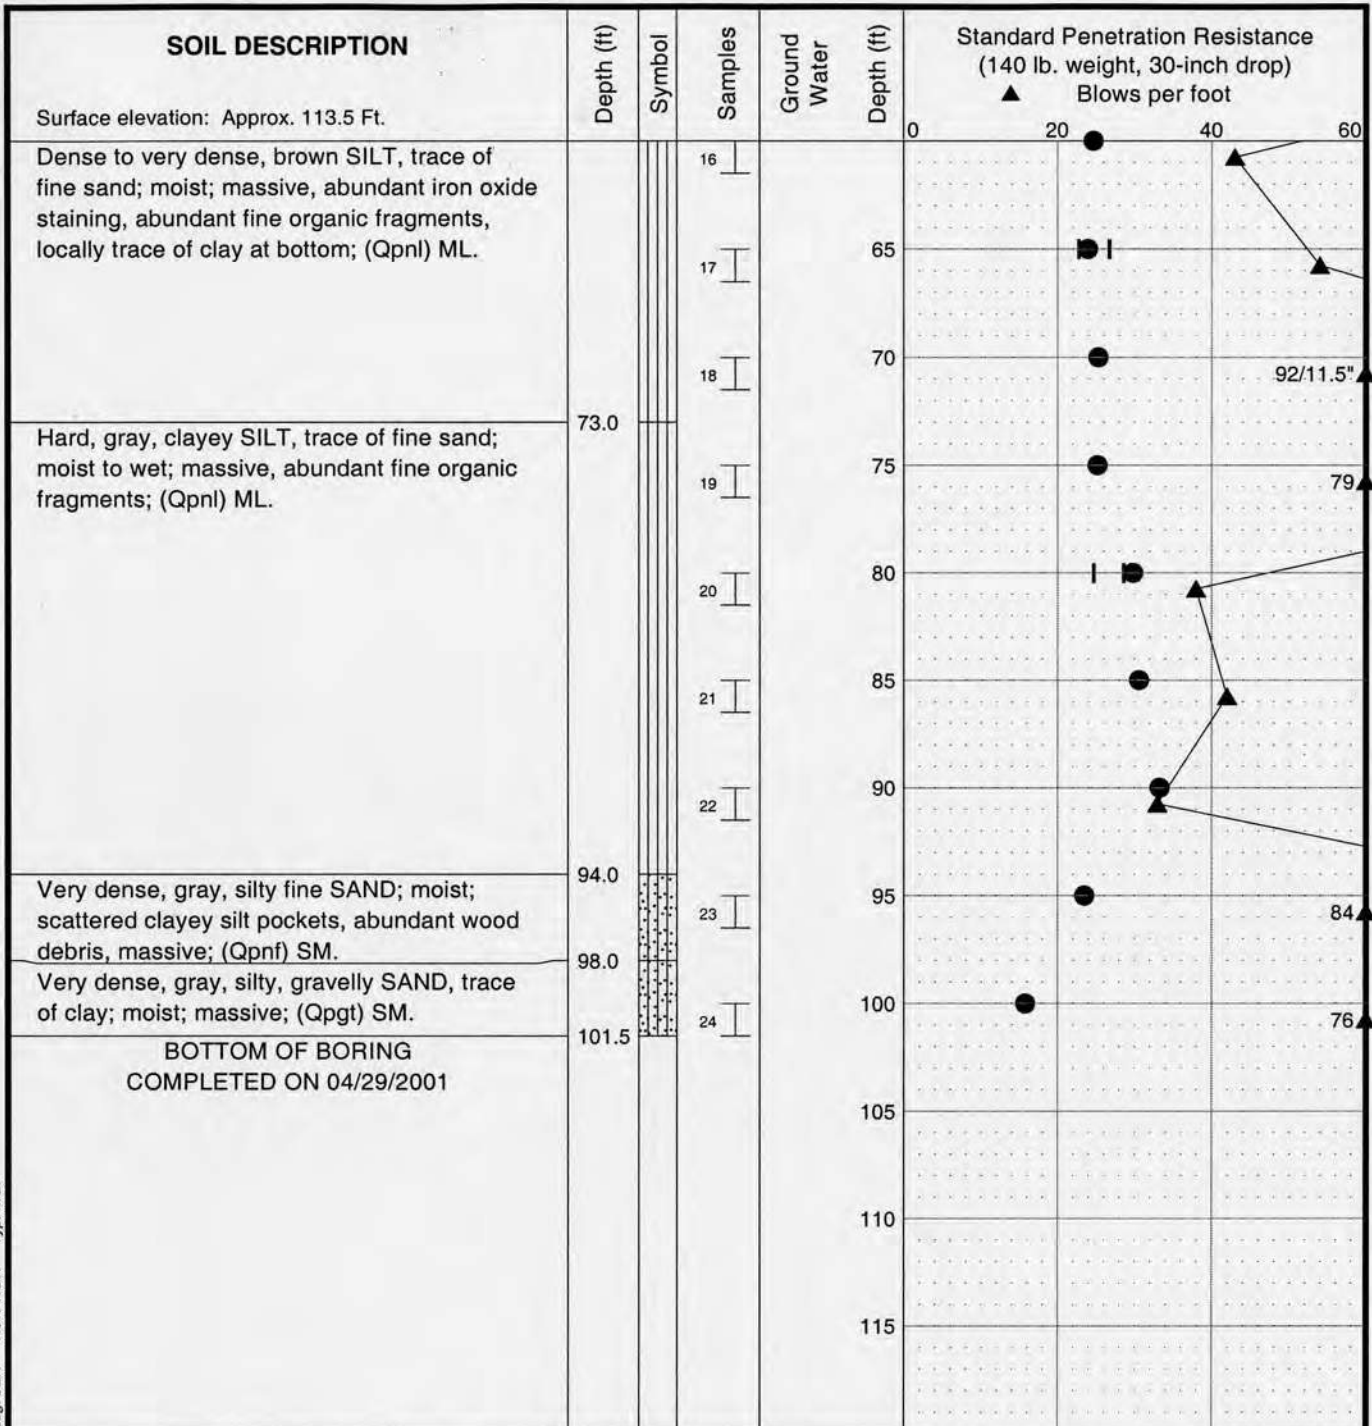 SOIL DESCRIPTION
Surface elevation: Approx. 113.5 Ft.
Depth (ft)
Symbol
Samples
Ground
Water
Depth (ft)
Standard Penetration Resistance
(140 lb. weight, 30-inch drop)
▲ Blows per foot
0 20 40 60
Dense to very dense, brown SILT, trace of
fine sand; moist; massive, abundant iron oxide
staining, abundant fine organic fragments,
locally trace of clay at bottom; (Qpnl) ML.
73.0
Hard, gray, clayey SILT, trace of fine sand;
moist to wet; massive, abundant fine organic
fragments; (Qpnl) ML.
94.0
Very dense, gray, silty fine SAND; moist;
scattered clayey silt pockets, abundant wood
debris, massive; (Qpnf) SM.
98.0
Very dense, gray, silty, gravelly SAND, trace
of clay; moist; massive; (Qpgt) SM.
101.5
BOTTOM OF BORING
COMPLETED ON 04/29/2001
16
17
18
19
20
21
22
23
24
65
70
75
80
85
90
95
100
105
110
115
92/11.5"
79
84
76